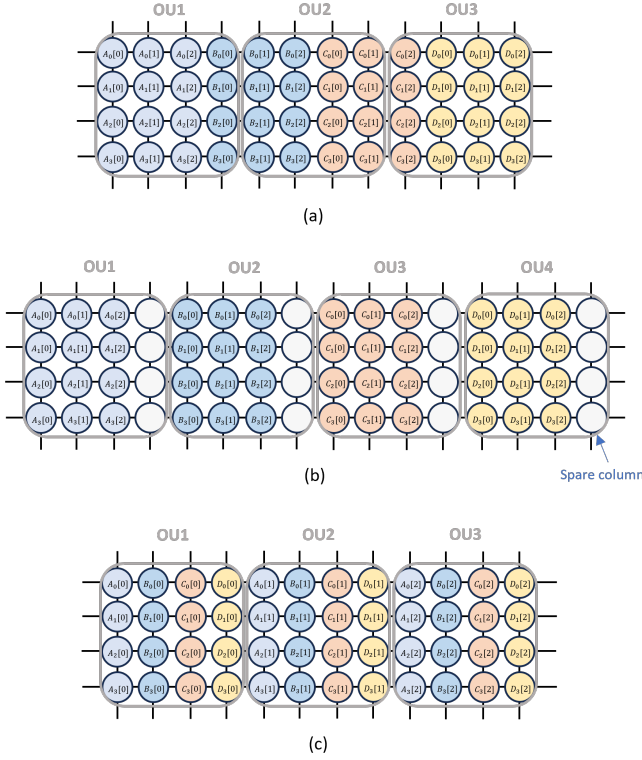 OU1 OU2 OU3
A₀[0] A₀[1] A₀[2] B₀[0] B₀[1] B₀[2] C₀[0] C₀[1] C₀[2] D₀[0] D₀[1] D₀[2]
A₁[0] A₁[1] A₁[2] B₁[0] B₁[1] B₁[2] C₁[0] C₁[1] C₁[2] D₁[0] D₁[1] D₁[2]
A₂[0] A₂[1] A₂[2] B₂[0] B₂[1] B₂[2] C₂[0] C₂[1] C₂[2] D₂[0] D₂[1] D₂[2]
A₃[0] A₃[1] A₃[2] B₃[0] B₃[1] B₃[2] C₃[0] C₃[1] C₃[2] D₃[0] D₃[1] D₃[2]
(a)
OU1 OU2 OU3 OU4
A₀[0] A₀[1] A₀[2] B₀[0] B₀[1] B₀[2] C₀[0] C₀[1] C₀[2] D₀[0] D₀[1] D₀[2]
A₁[0] A₁[1] A₁[2] B₁[0] B₁[1] B₁[2] C₁[0] C₁[1] C₁[2] D₁[0] D₁[1] D₁[2]
A₂[0] A₂[1] A₂[2] B₂[0] B₂[1] B₂[2] C₂[0] C₂[1] C₂[2] D₂[0] D₂[1] D₂[2]
A₃[0] A₃[1] A₃[2] B₃[0] B₃[1] B₃[2] C₃[0] C₃[1] C₃[2] D₃[0] D₃[1] D₃[2]
(b)
Spare column
OU1 OU2 OU3
A₀[0] B₀[0] C₀[0] D₀[0] A₀[1] B₀[1] C₀[1] D₀[1] A₀[2] B₀[2] C₀[2] D₀[2]
A₁[0] B₁[0] C₁[0] D₁[0] A₁[1] B₁[1] C₁[1] D₁[1] A₁[2] B₁[2] C₁[2] D₁[2]
A₂[0] B₂[0] C₂[0] D₂[0] A₂[1] B₂[1] C₂[1] D₂[1] A₂[2] B₂[2] C₂[2] D₂[2]
A₃[0] B₃[0] C₃[0] D₃[0] A₃[1] B₃[1] C₃[1] D₃[1] A₃[2] B₃[2] C₃[2] D₃[2]
(c)